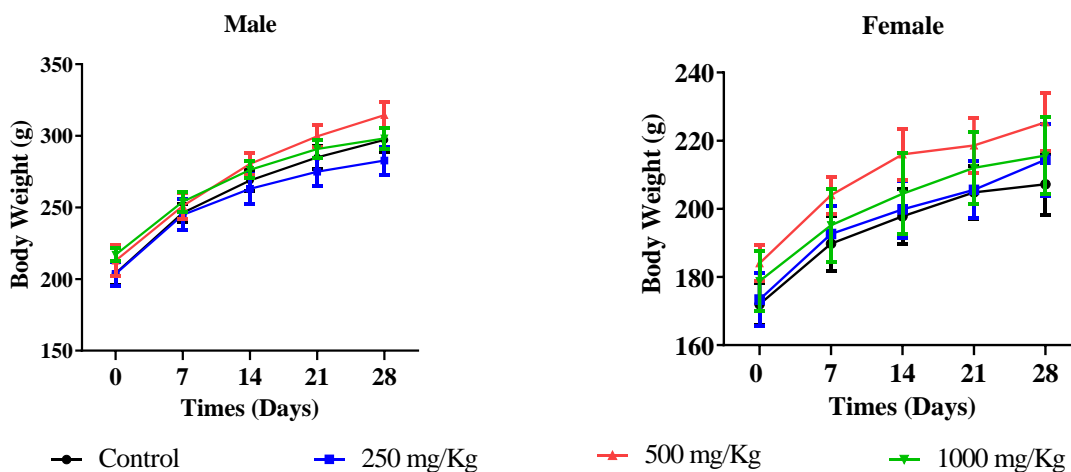 Male
350
300
250
200
150
Body Weight (g)
0 7 14 21 28
Times (Days)
Female
240
220
200
180
160
Body Weight (g)
0 7 14 21 28
Times (Days)
Control 250 mg/Kg 500 mg/Kg 1000 mg/Kg